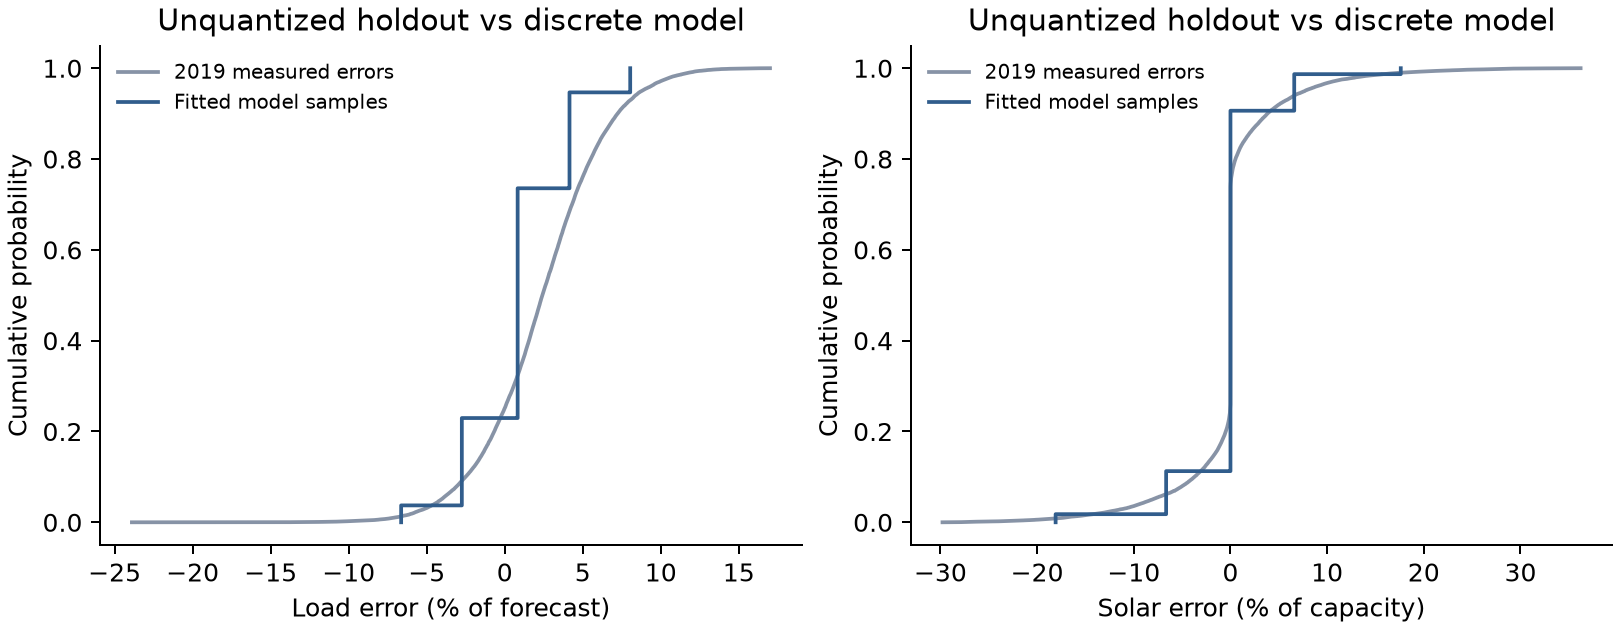 Unquantized holdout vs discrete model
2019 measured errors
Fitted model samples
Cumulative probability
1.0
0.8
0.6
0.4
0.2
0.0
−25 −20 −15 −10 −5 0 5 10 15
Load error (% of forecast)
Unquantized holdout vs discrete model
2019 measured errors
Fitted model samples
Cumulative probability
1.0
0.8
0.6
0.4
0.2
0.0
−30 −20 −10 0 10 20 30
Solar error (% of capacity)